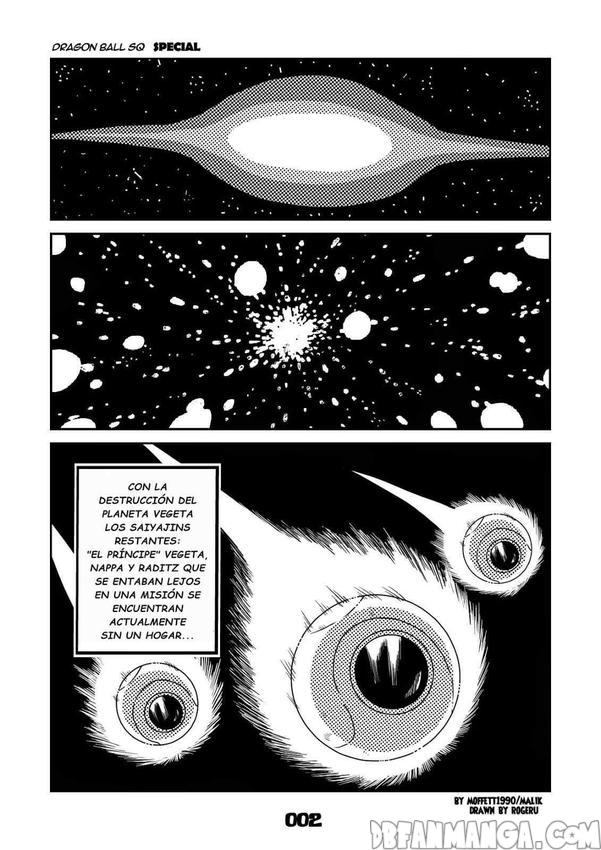 DRAGON BALL SQ SPECIAL
CON LA
DESTRUCCIÓN DEL
PLANETA VEGETA
LOS SAIYAJINS
RESTANTES:
"EL PRÍNCIPE" VEGETA,
NAPPA Y RADITZ QUE
SE ENTABAN LEJOS
EN UNA MISIÓN SE
ENCUENTRAN
ACTUALMENTE
SIN UN HOGAR...
BY MOFFETT1990/MALIK
DRAWN BY ROGERU
002
DBFANMANGA.COM